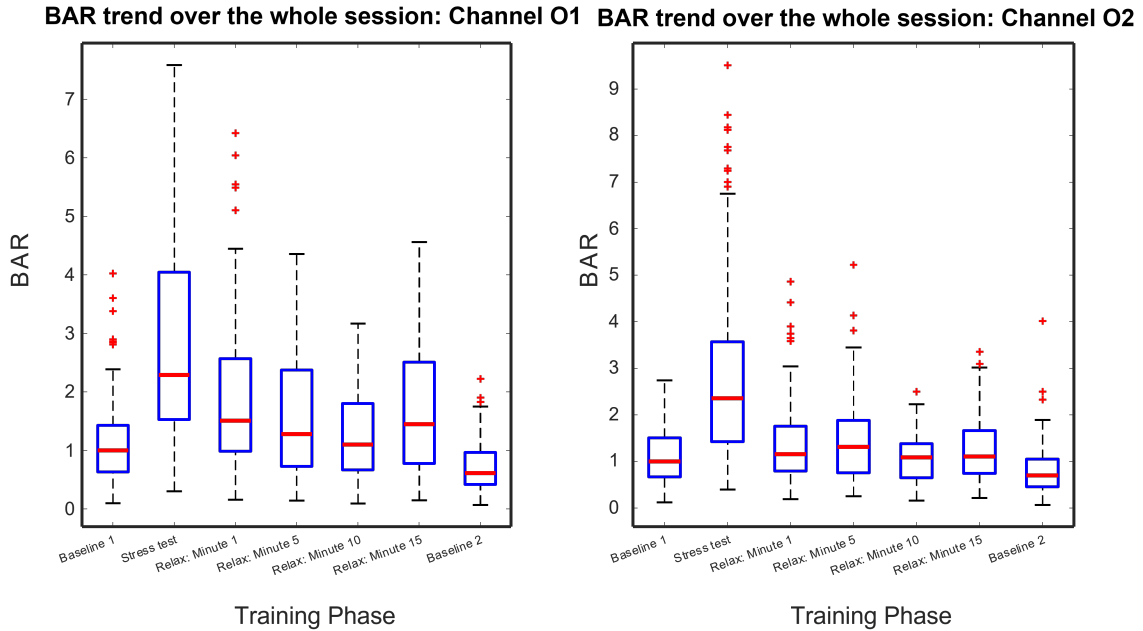 BAR trend over the whole session: Channel O1
BAR
7
6
5
4
3
2
1
0
Baseline 1
Stress test
Relax: Minute 1
Relax: Minute 5
Relax: Minute 10
Relax: Minute 15
Baseline 2
Training Phase
BAR trend over the whole session: Channel O2
BAR
9
8
7
6
5
4
3
2
1
0
Baseline 1
Stress test
Relax: Minute 1
Relax: Minute 5
Relax: Minute 10
Relax: Minute 15
Baseline 2
Training Phase